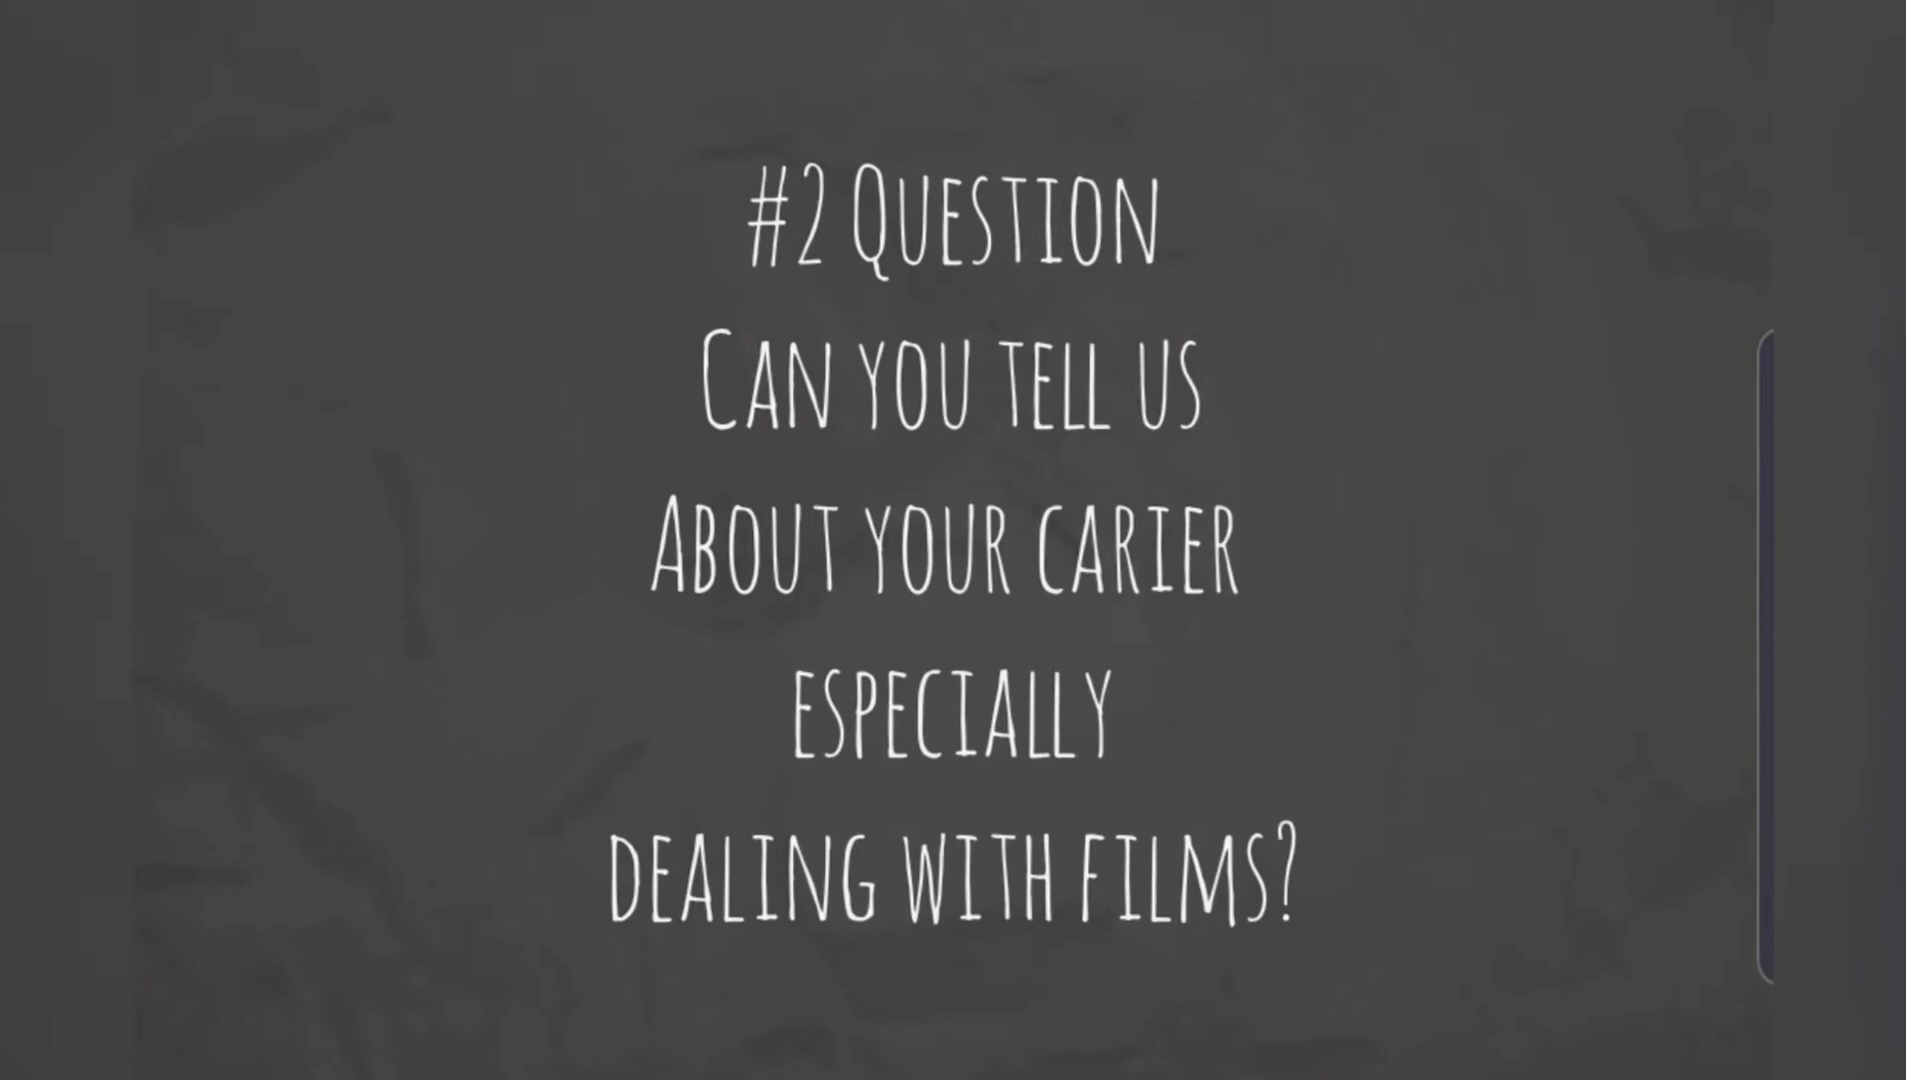 #2 Question
Can you tell us
About your carier
especially
dealing with films?